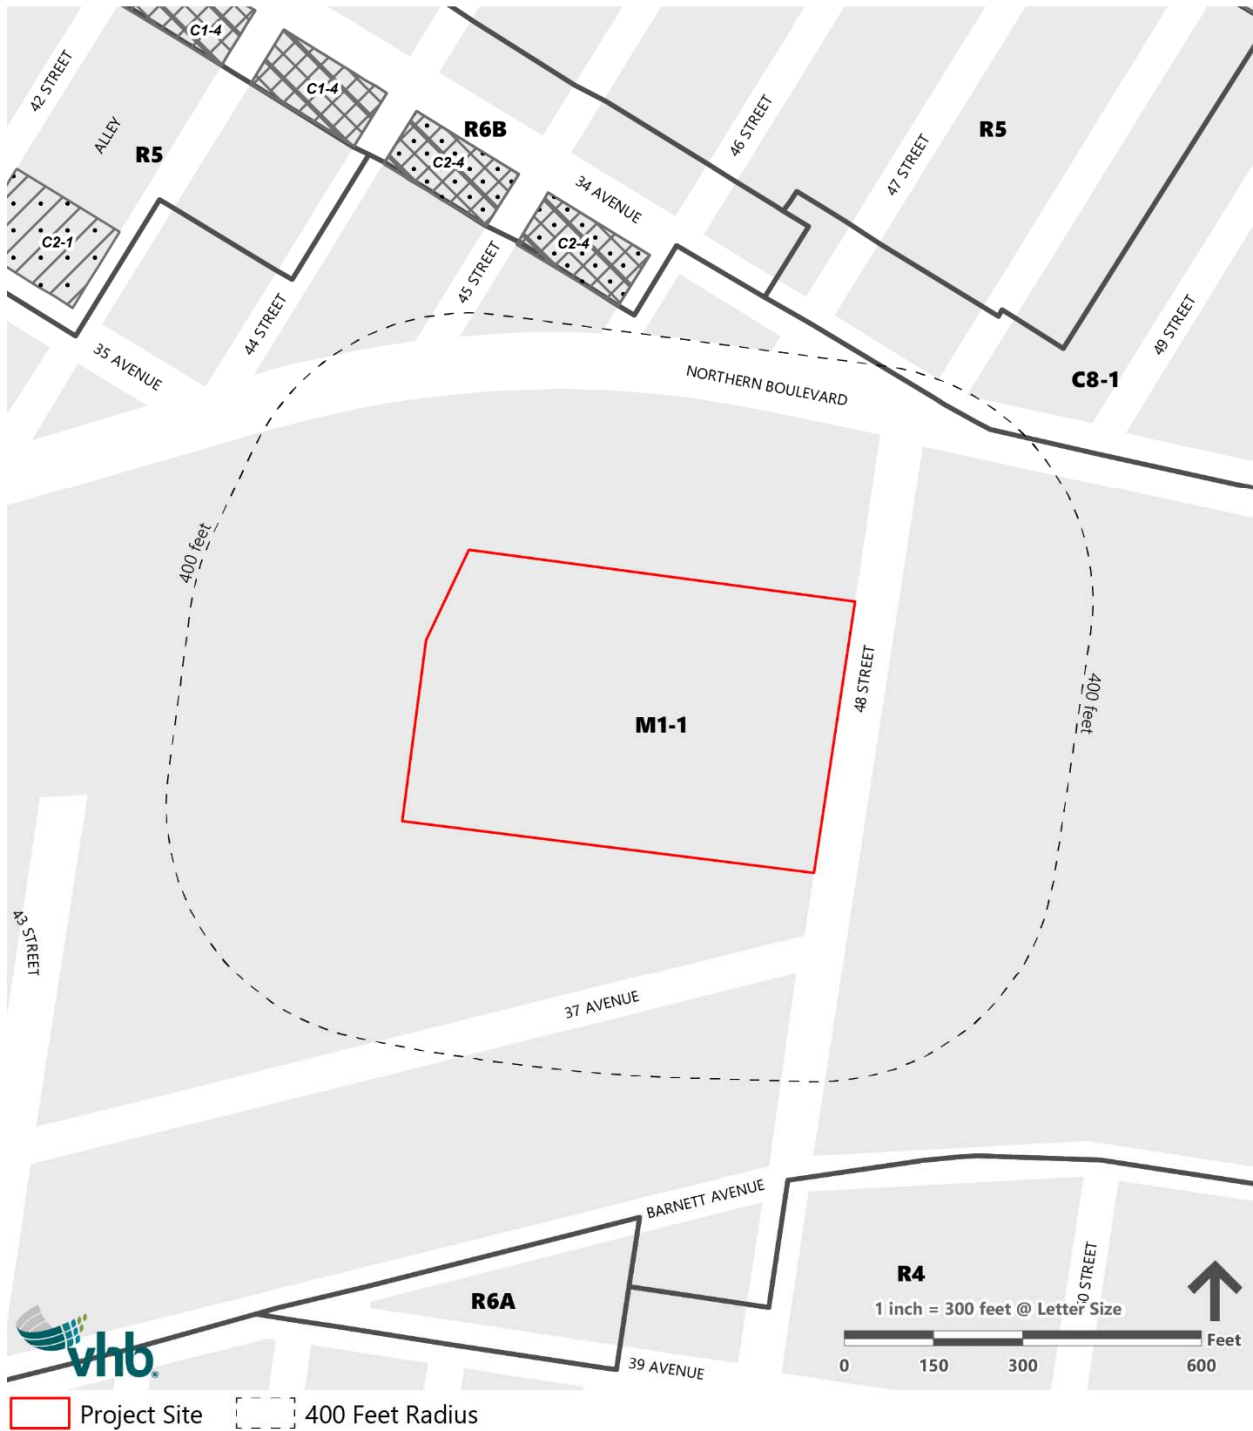 C1-4
42 STREET
C1-4
ALLEY
R6B
46 STREET
R5
R5
C2-4
47 STREET
34 AVENUE
C2-1
C2-4
45 STREET
44 STREET
49 STREET
35 AVENUE
NORTHERN BOULEVARD
C8-1
400 feet
48 STREET
400 feet
M1-1
43 STREET
37 AVENUE
BARNETT AVENUE
R6A
R4
STREET
1 inch = 300 feet @ Letter Size
Feet
0 150 300 600
39 AVENUE
vhb®
Project Site 400 Feet Radius